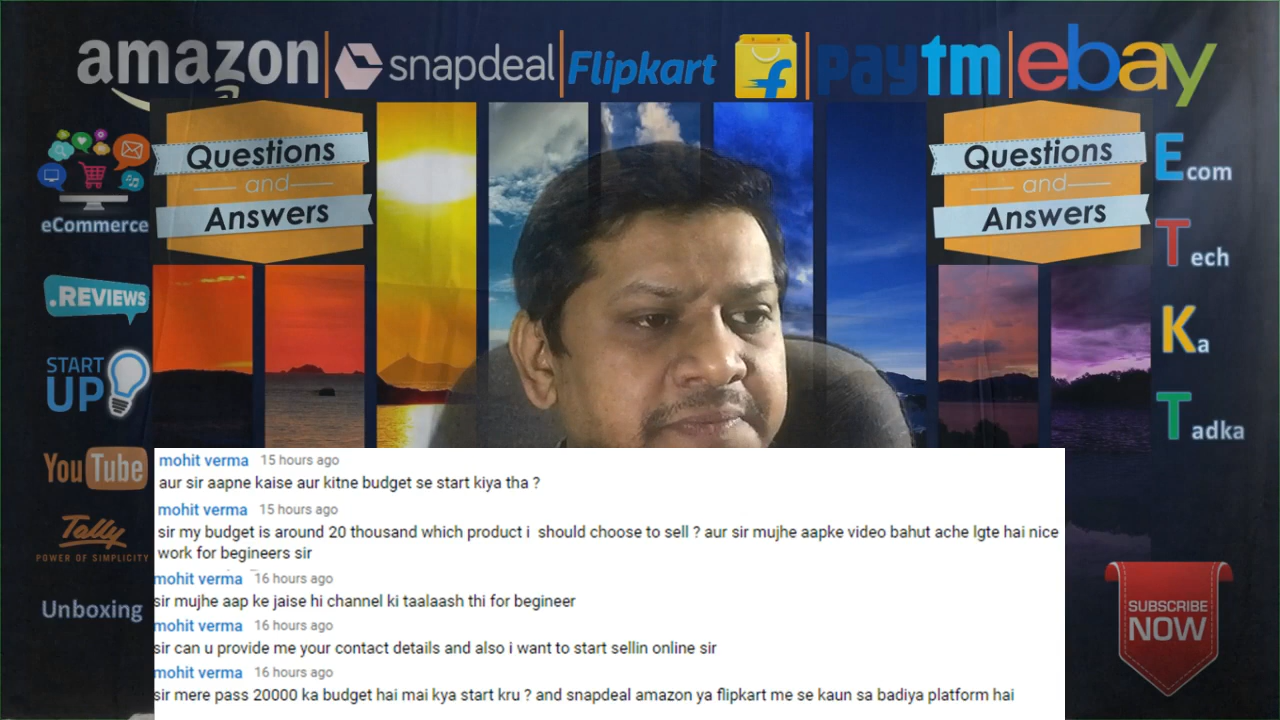 amazon
snapdeal
Flipkart
paytm
ebay
Questions
and
Answers
Questions
and
Answers
eCommerce
.REVIEWS
START
UP
YouTube
Tally
POWER OF SIMPLICITY
Unboxing
Ecom
Tech
Ka
Tadka
SUBSCRIBE
NOW
mohit verma 15 hours ago
aur sir aapne kaise aur kitne budget se start kiya tha ?
mohit verma 15 hours ago
sir my budget is around 20 thousand which product i should choose to sell ? aur sir mujhe aapke video bahut ache lgte hai nice
work for begineers sir
mohit verma 16 hours ago
sir mujhe aap ke jaise hi channel ki taalaash thi for begineer
mohit verma 16 hours ago
sir can u provide me your contact details and also i want to start sellin online sir
mohit verma 16 hours ago
sir mere pass 20000 ka budget hai mai kya start kru ? and snapdeal amazon ya flipkart me se kaun sa badiya platform hai